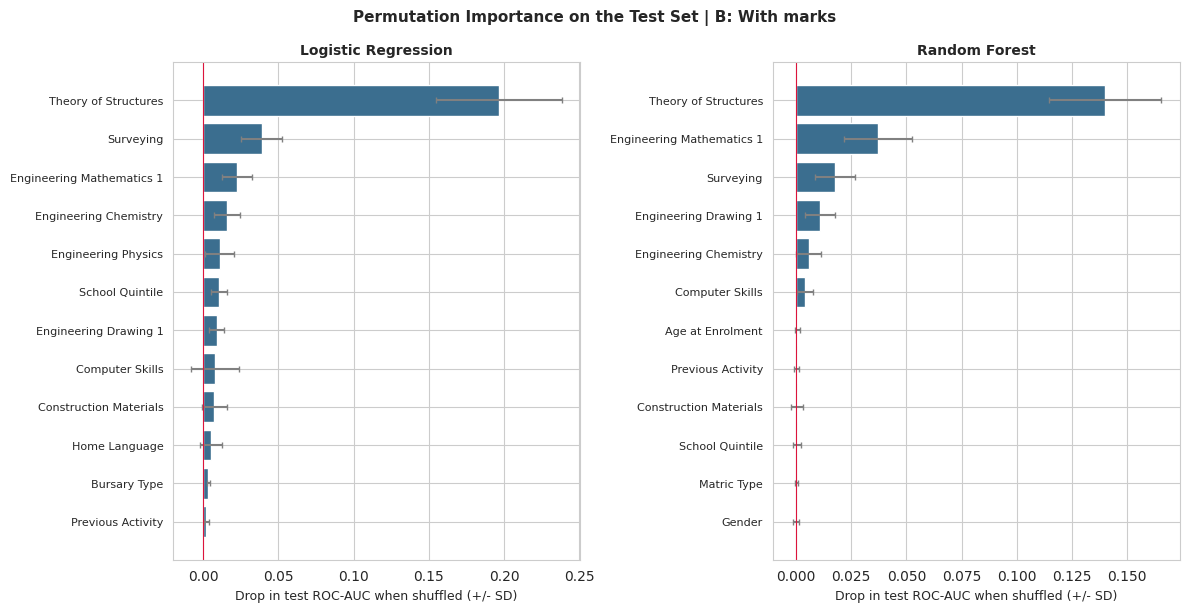 Permutation Importance on the Test Set | B: With marks
Logistic Regression
Theory of Structures
Surveying
Engineering Mathematics 1
Engineering Chemistry
Engineering Physics
School Quintile
Engineering Drawing 1
Computer Skills
Construction Materials
Home Language
Bursary Type
Previous Activity
0.00 0.05 0.10 0.15 0.20 0.25
Drop in test ROC-AUC when shuffled (+/- SD)
Random Forest
Theory of Structures
Engineering Mathematics 1
Surveying
Engineering Drawing 1
Engineering Chemistry
Computer Skills
Age at Enrolment
Previous Activity
Construction Materials
School Quintile
Matric Type
Gender
0.000 0.025 0.050 0.075 0.100 0.125 0.150
Drop in test ROC-AUC when shuffled (+/- SD)